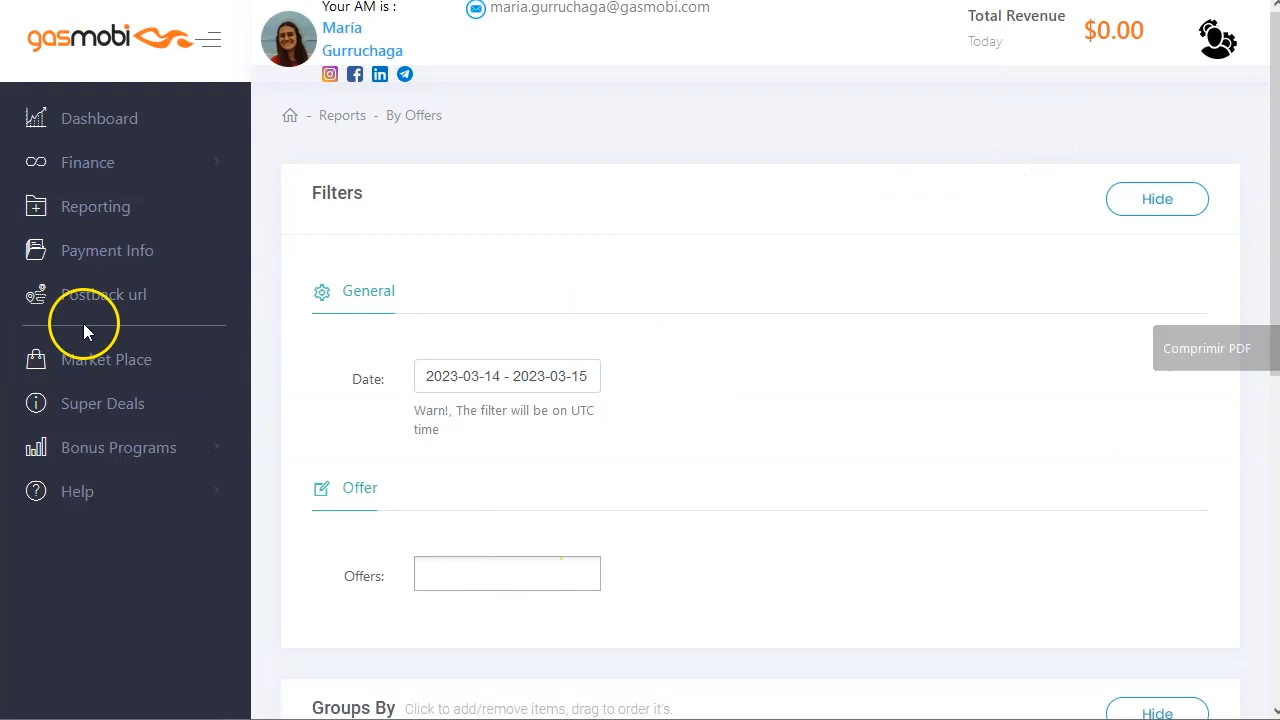 gasmobi
Your AM is :
María
Gurruchaga
maria.gurruchaga@gasmobi.com
Total Revenue
Today
$0.00
Dashboard
Finance
Reporting
Payment Info
Postback url
Market Place
Super Deals
Bonus Programs
Help
- Reports - By Offers
Filters
Hide
General
Date:
2023-03-14 - 2023-03-15
Warn!, The filter will be on UTC
time
Comprimir PDF
Offer
Offers:
Groups By Click to add/remove items, drag to order it's.
Hide